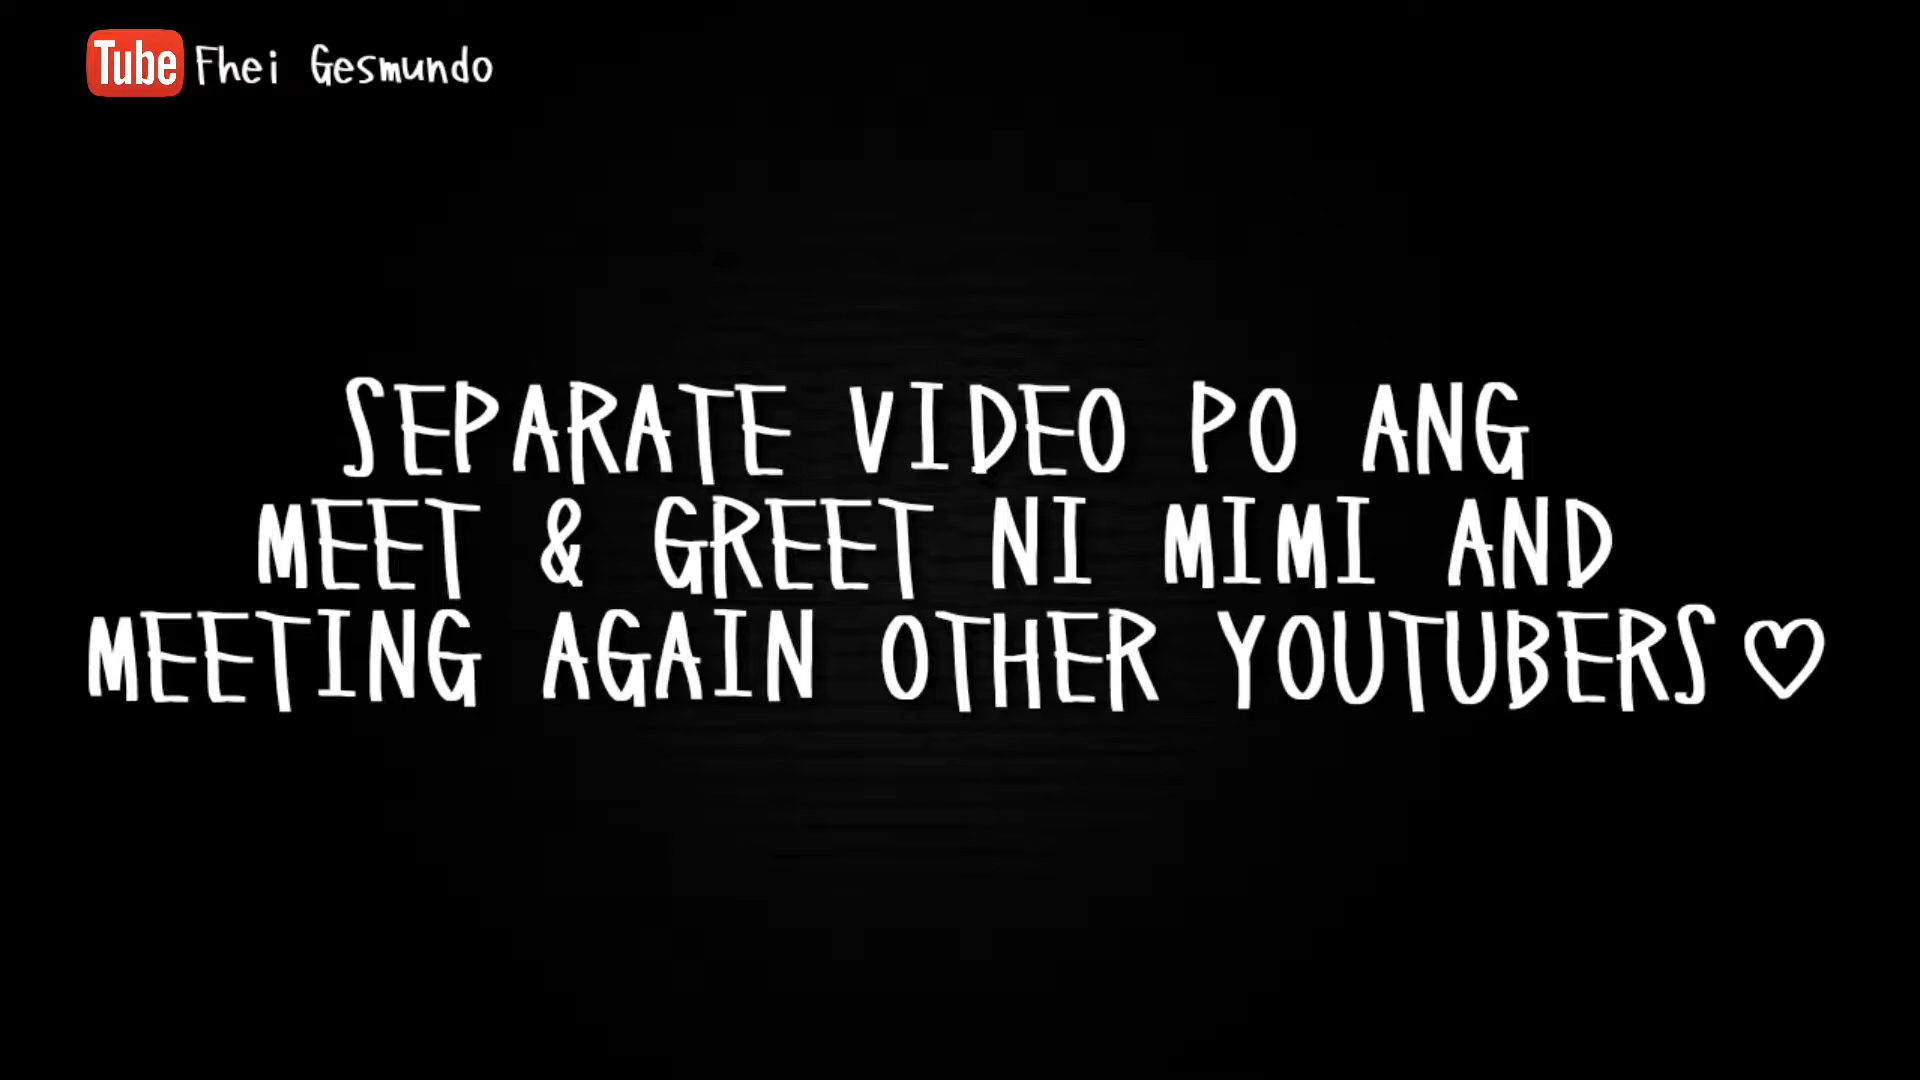 Tube Fhei Gesmundo
SEPARATE VIDEO PO ANG
MEET & GREET NI MIMI AND
MEETING AGAIN OTHER YOUTUBERS♡